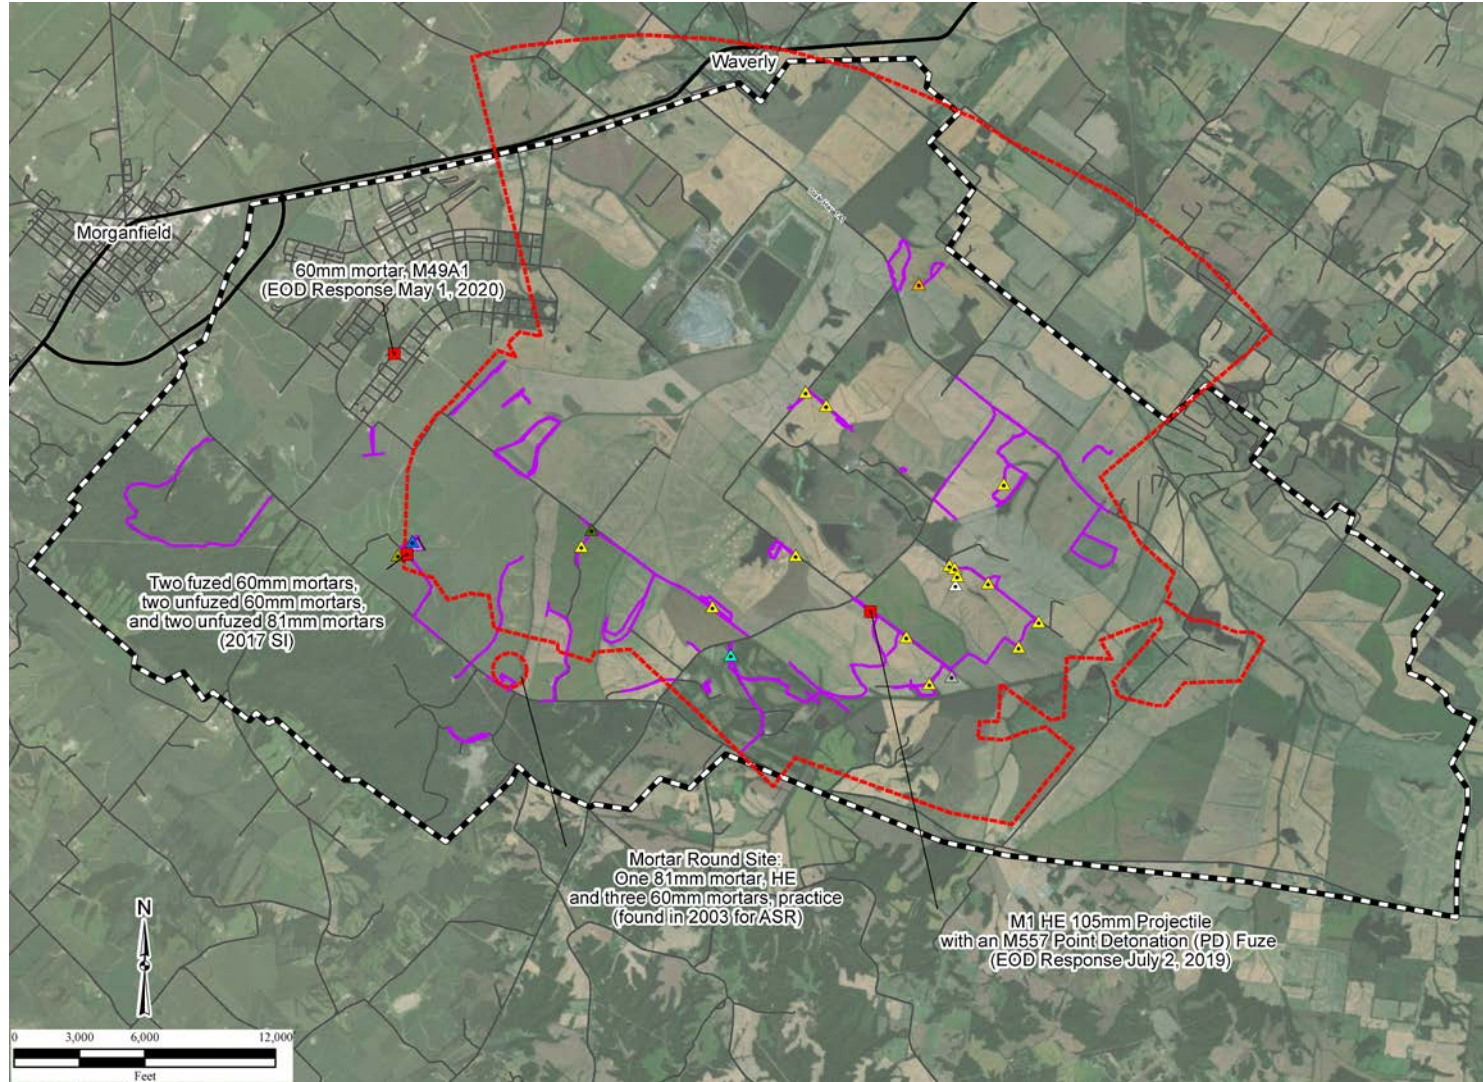 Waverly
Morganfield
60mm mortar, M49A1
(EOD Response May 1, 2020)
Two fuzed 60mm mortars,
two unfuzed 60mm mortars,
and two unfuzed 81mm mortars
(2017 SI)
Mortar Round Site:
One 81mm mortar, HE
and three 60mm mortars, practice
(found in 2003 for ASR)
M1 HE 105mm Projectile
with an M557 Point Detonation (PD) Fuze
(EOD Response July 2, 2019)
N
0 3,000 6,000 12,000
Feet